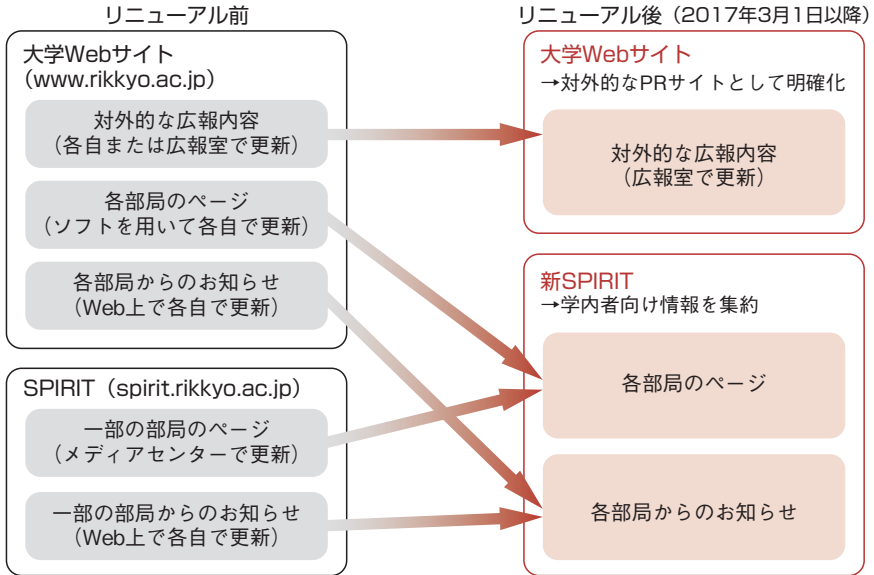 リニューアル前
大学Webサイト
（www.rikkyo.ac.jp）
対外的な広報内容
（各自または広報室で更新）
各部局のページ
（ソフトを用いて各自で更新）
各部局からのお知らせ
（Web上で各自で更新）
SPIRIT（spirit.rikkyo.ac.jp）
一部の部局のページ
（メディアセンターで更新）
一部の部局からのお知らせ
（Web上で各自で更新）
リニューアル後（2017年3月1日以降）
大学Webサイト
→対外的なPRサイトとして明確化
対外的な広報内容
（広報室で更新）
新SPIRIT
→学内者向け情報を集約
各部局のページ
各部局からのお知らせ